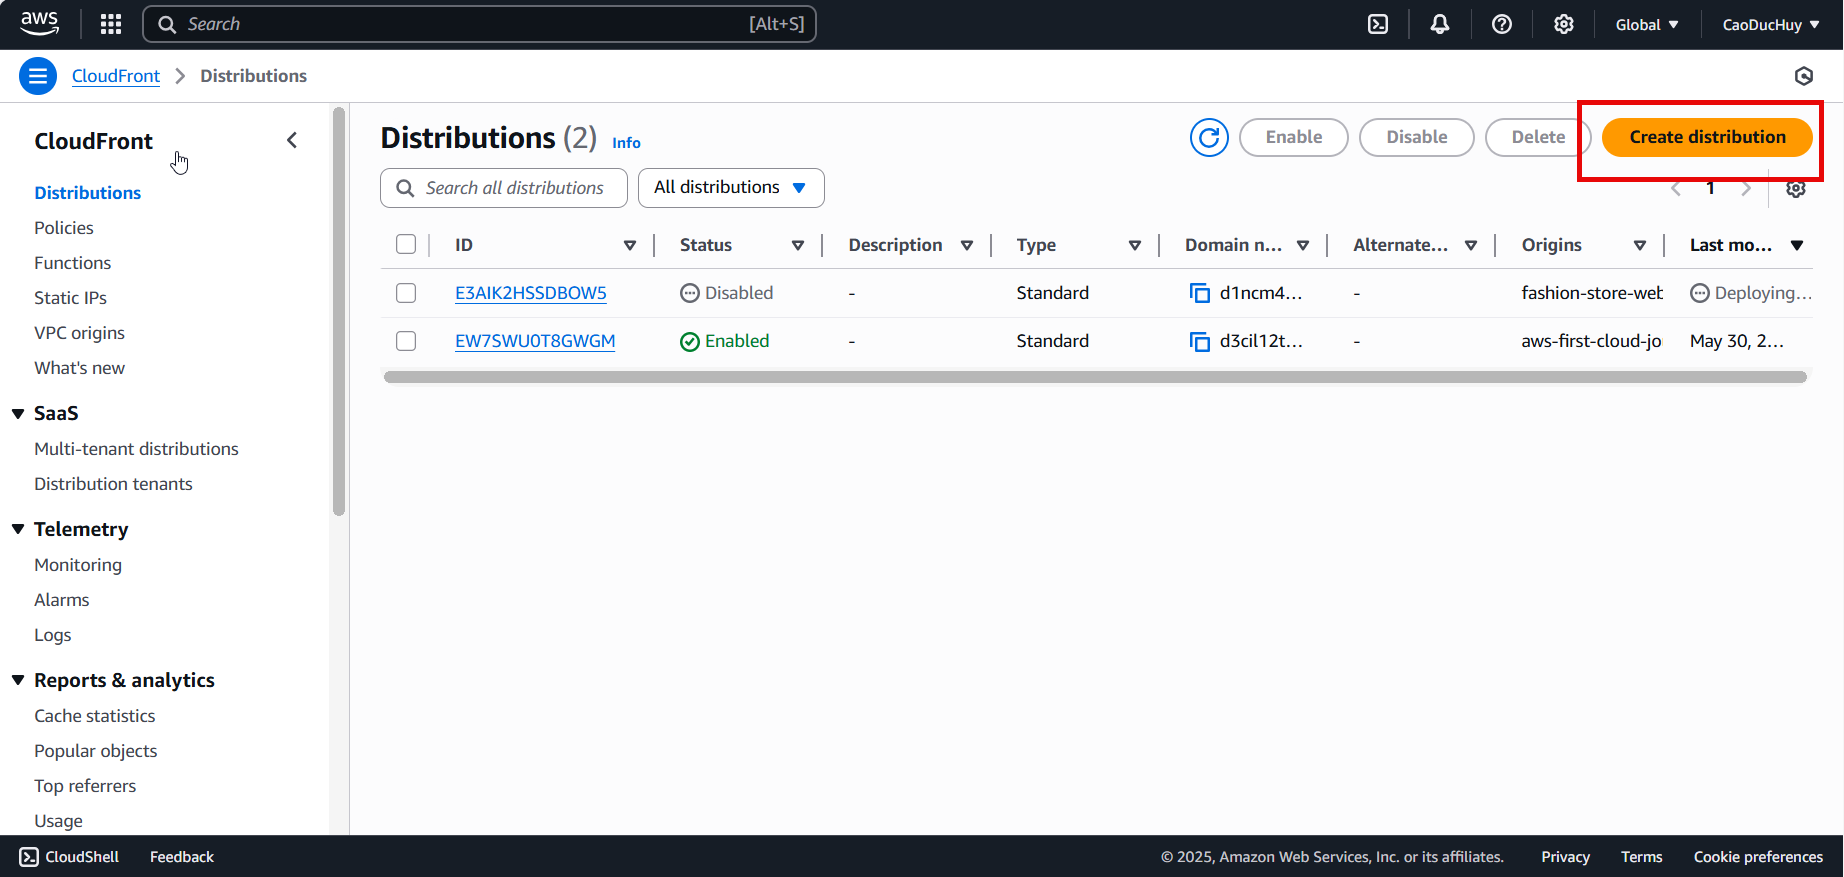 aws
Search [Alt+S] Global CaoDucHuy
CloudFront Distributions
CloudFront
Distributions
Policies
Functions
Static IPs
VPC origins
What's new
SaaS
Multi-tenant distributions
Distribution tenants
Telemetry
Monitoring
Alarms
Logs
Reports & analytics
Cache statistics
Popular objects
Top referrers
Usage
Distributions (2) Info Enable Disable Delete Create distribution
Search all distributions All distributions 1
ID Status Description Type Domain n... Alternate... Origins Last mo...
E3AIK2HSSDBOW5 Disabled - Standard d1ncm4... - fashion-store-web Deploying...
EW7SWU0T8GWGM Enabled - Standard d3cil12t... - aws-first-cloud-jo May 30, 2...
CloudShell Feedback © 2025, Amazon Web Services, Inc. or its affiliates. Privacy Terms Cookie preferences